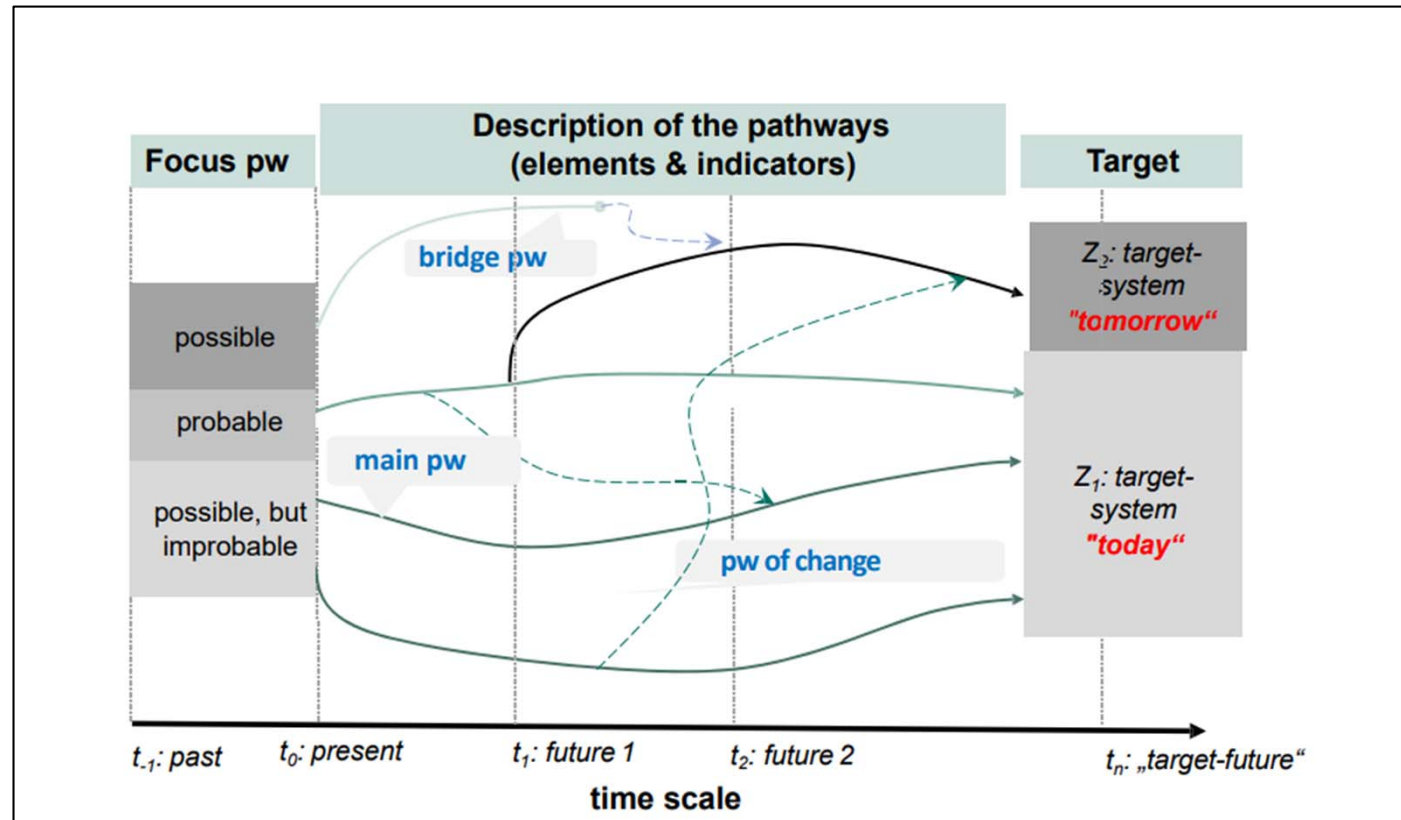 Description of the pathways
(elements & indicators)
Focus pw
Target
bridge pw
Z₂: target-
system
"tomorrow“
possible
probable
main pw
possible, but
improbable
Z₁: target-
system
"today“
pw of change
t₋₁: past
t₀: present
t₁: future 1
t₂: future 2
tₙ: „target-future“
time scale